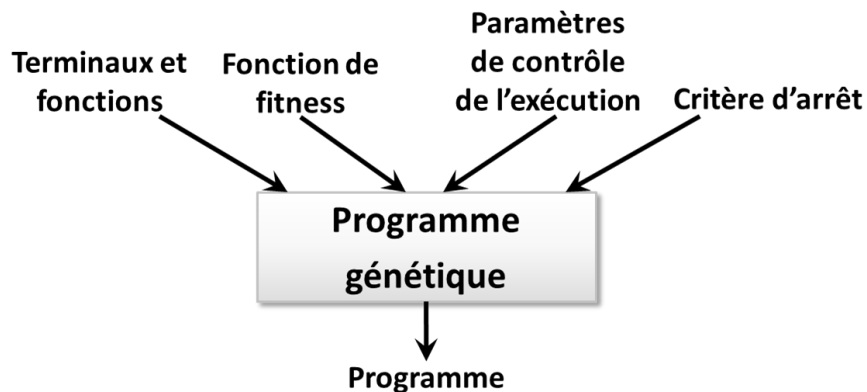 Terminaux et
fonctions
Fonction de
fitness
Paramètres
de contrôle
de l'exécution
Critère d'arrêt
Programme
génétique
Programme